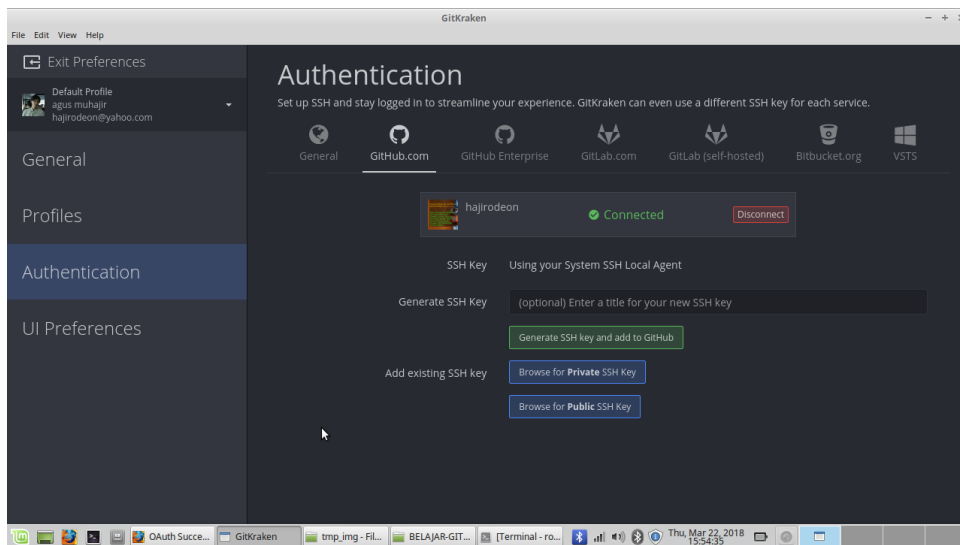 GitKraken
File Edit View Help
Exit Preferences
Default Profile
agus muhajir
hajirodeon@yahoo.com
General
Profiles
Authentication
UI Preferences
Authentication
Set up SSH and stay logged in to streamline your experience. GitKraken can even use a different SSH key for each service.
General GitHub.com GitHub Enterprise GitLab.com GitLab (self-hosted) Bitbucket.org VSTS
hajirodeon Connected Disconnect
SSH Key Using your System SSH Local Agent
Generate SSH Key (optional) Enter a title for your new SSH key
Generate SSH key and add to GitHub
Add existing SSH key Browse for Private SSH Key
Browse for Public SSH Key
OAuth Succe... GitKraken tmp_img - Fil... BELAJAR-GIT... [Terminal - ro... Thu, Mar 22, 2018
15:54:35